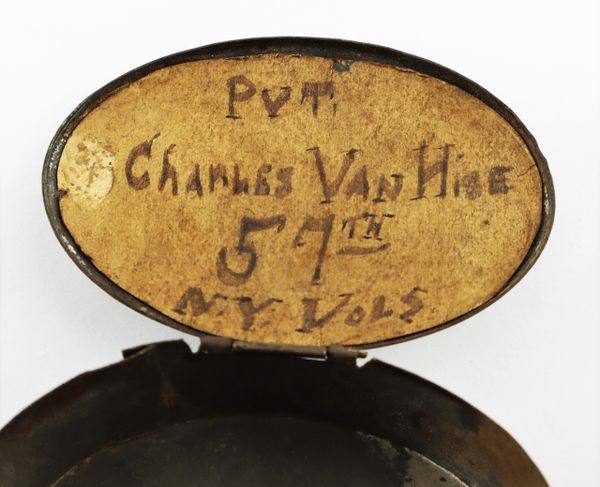 PVT.
Charles Van Hise
57TH
N.Y. Vols.